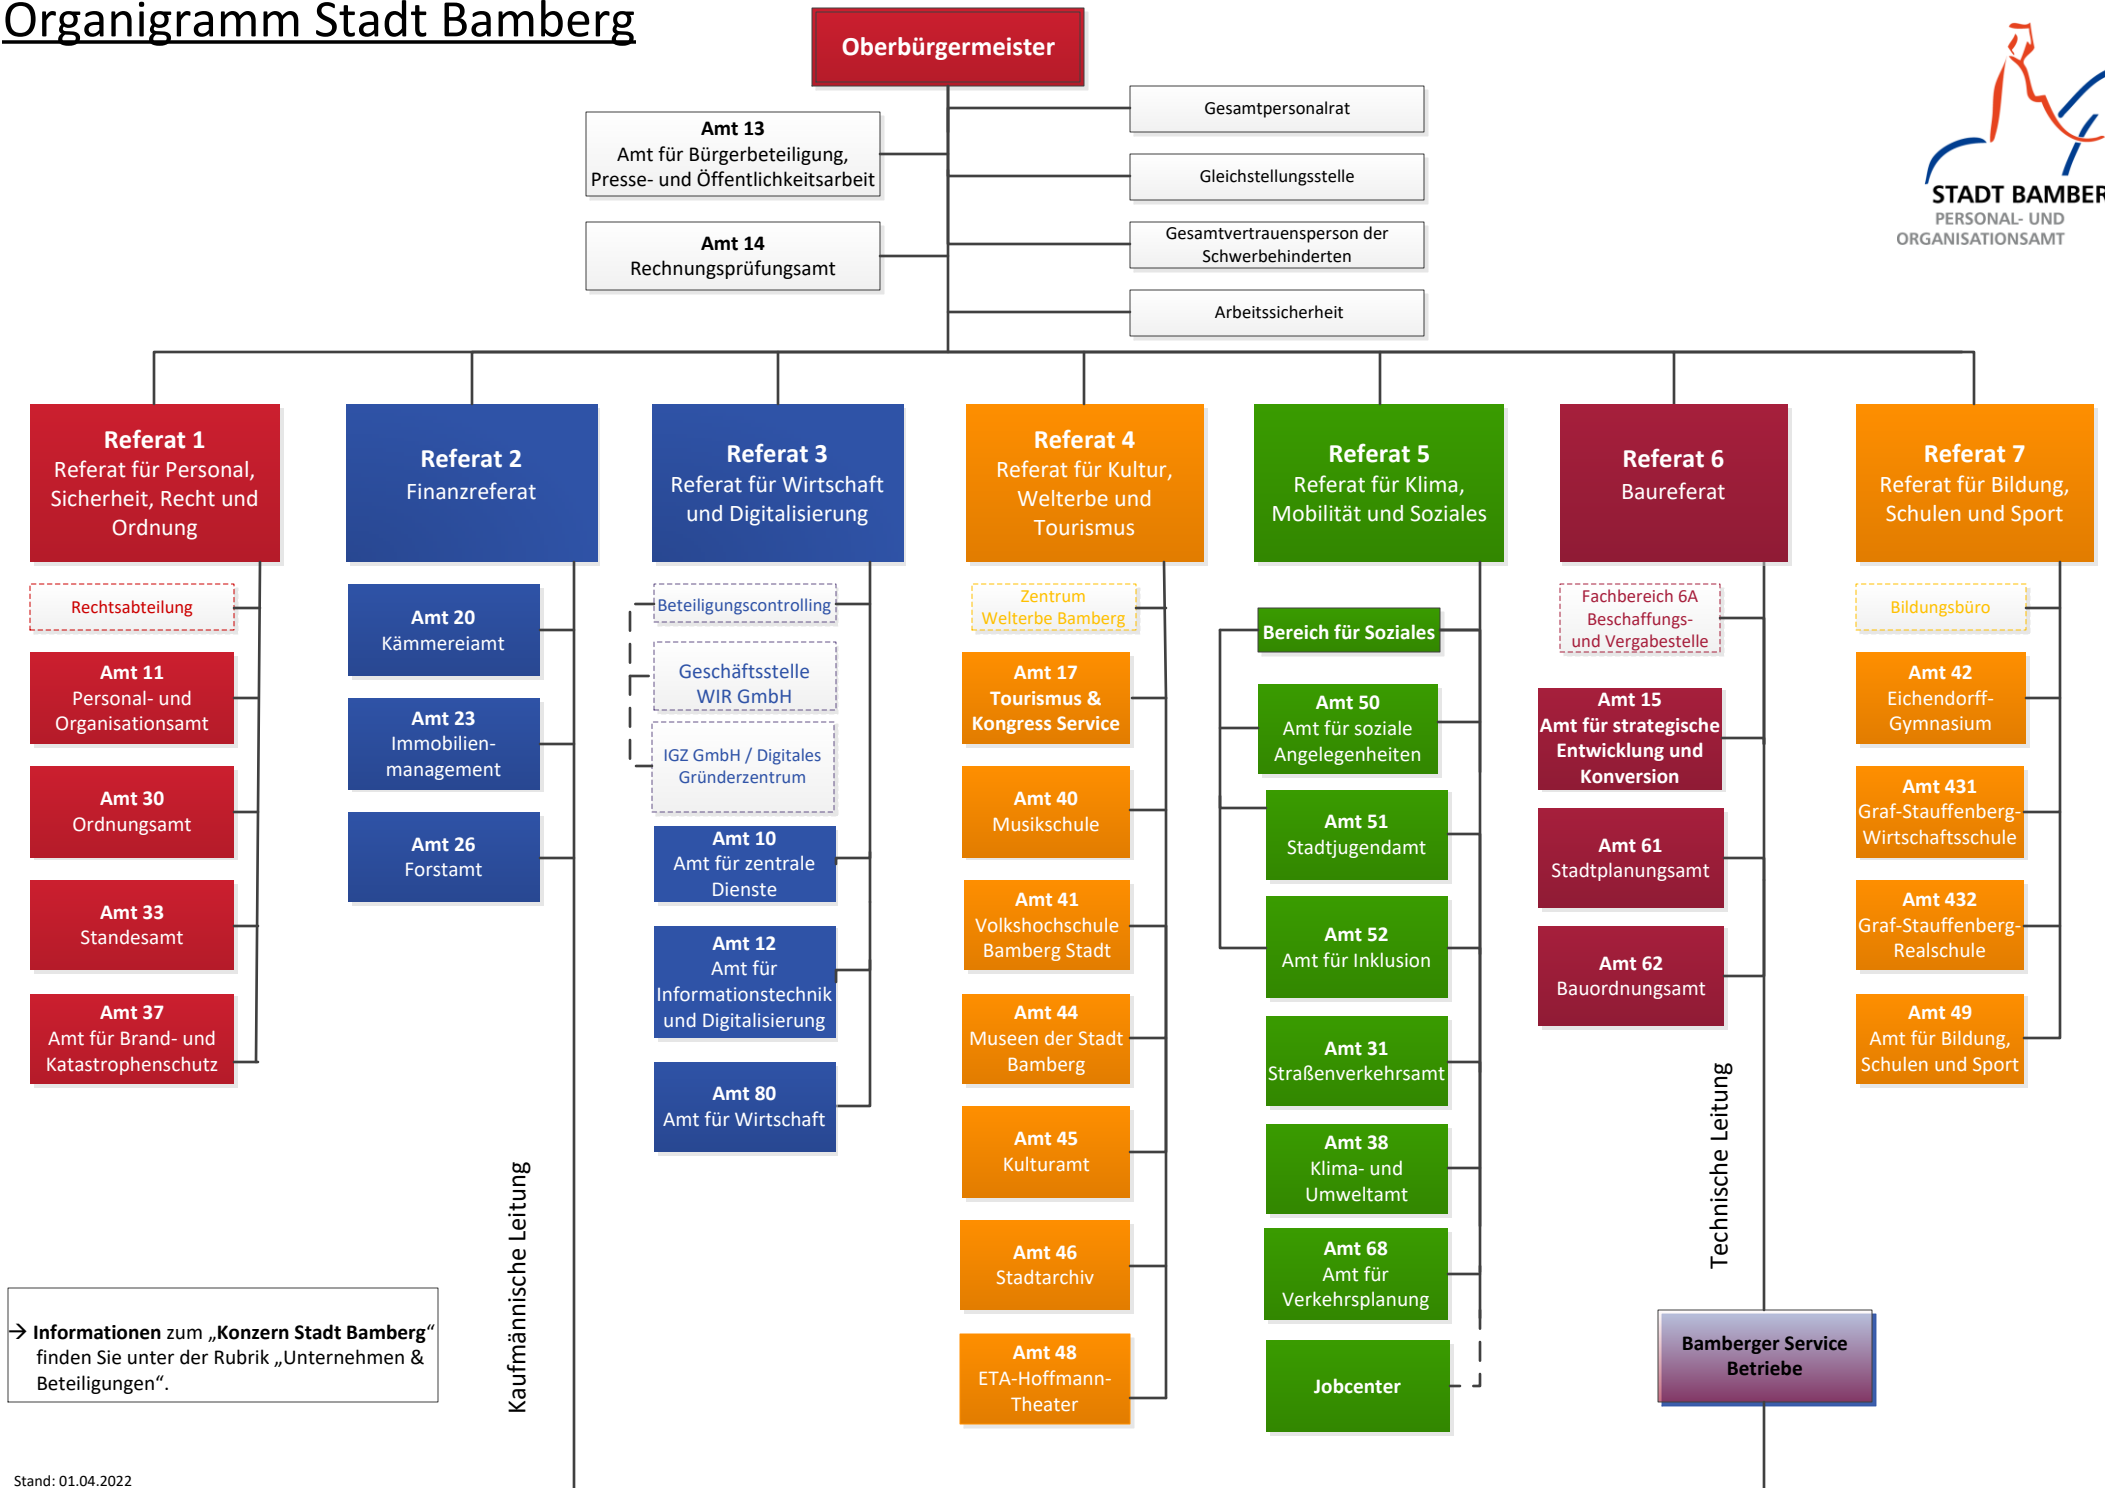 Organigramm Stadt Bamberg
Oberbürgermeister
Amt 13
Amt für Bürgerbeteiligung,
Presse- und Öffentlichkeitsarbeit
Amt 14
Rechnungsprüfungsamt
Gesamtpersonalrat
Gleichstellungsstelle
Gesamtvertrauensperson der
Schwerbehinderten
Arbeitssicherheit
STADT BAMBER
PERSONAL- UND
ORGANISATIONSAMT
Referat 1
Referat für Personal,
Sicherheit, Recht und
Ordnung
Rechtsabteilung
Amt 11
Personal- und
Organisationsamt
Amt 30
Ordnungsamt
Amt 33
Standesamt
Amt 37
Amt für Brand- und
Katastrophenschutz
Referat 2
Finanzreferat
Amt 20
Kämmereiamt
Amt 23
Immobilien-
management
Amt 26
Forstamt
Kaufmännische Leitung
Referat 3
Referat für Wirtschaft
und Digitalisierung
Beteiligungscontrolling
Geschäftsstelle
WIR GmbH
IGZ GmbH / Digitales
Gründerzentrum
Amt 10
Amt für zentrale
Dienste
Amt 12
Amt für
Informationstechnik
und Digitalisierung
Amt 80
Amt für Wirtschaft
Referat 4
Referat für Kultur,
Welterbe und
Tourismus
Zentrum
Welterbe Bamberg
Amt 17
Tourismus &
Kongress Service
Amt 40
Musikschule
Amt 41
Volkshochschule
Bamberg Stadt
Amt 44
Museen der Stadt
Bamberg
Amt 45
Kulturamt
Amt 46
Stadtarchiv
Amt 48
ETA-Hoffmann-
Theater
Referat 5
Referat für Klima,
Mobilität und Soziales
Bereich für Soziales
Amt 50
Amt für soziale
Angelegenheiten
Amt 51
Stadtjugendamt
Amt 52
Amt für Inklusion
Amt 31
Straßenverkehrsamt
Amt 38
Klima- und
Umweltamt
Amt 68
Amt für
Verkehrsplanung
Jobcenter
Referat 6
Baureferat
Fachbereich 6A
Beschaffungs-
und Vergabestelle
Amt 15
Amt für strategische
Entwicklung und
Konversion
Amt 61
Stadtplanungsamt
Amt 62
Bauordnungsamt
Technische Leitung
Bamberger Service
Betriebe
Referat 7
Referat für Bildung,
Schulen und Sport
Bildungsbüro
Amt 42
Eichendorff-
Gymnasium
Amt 431
Graf-Stauffenberg-
Wirtschaftsschule
Amt 432
Graf-Stauffenberg-
Realschule
Amt 49
Amt für Bildung,
Schulen und Sport
→ Informationen zum „Konzern Stadt Bamberg“
finden Sie unter der Rubrik „Unternehmen &
Beteiligungen“.
Stand: 01.04.2022